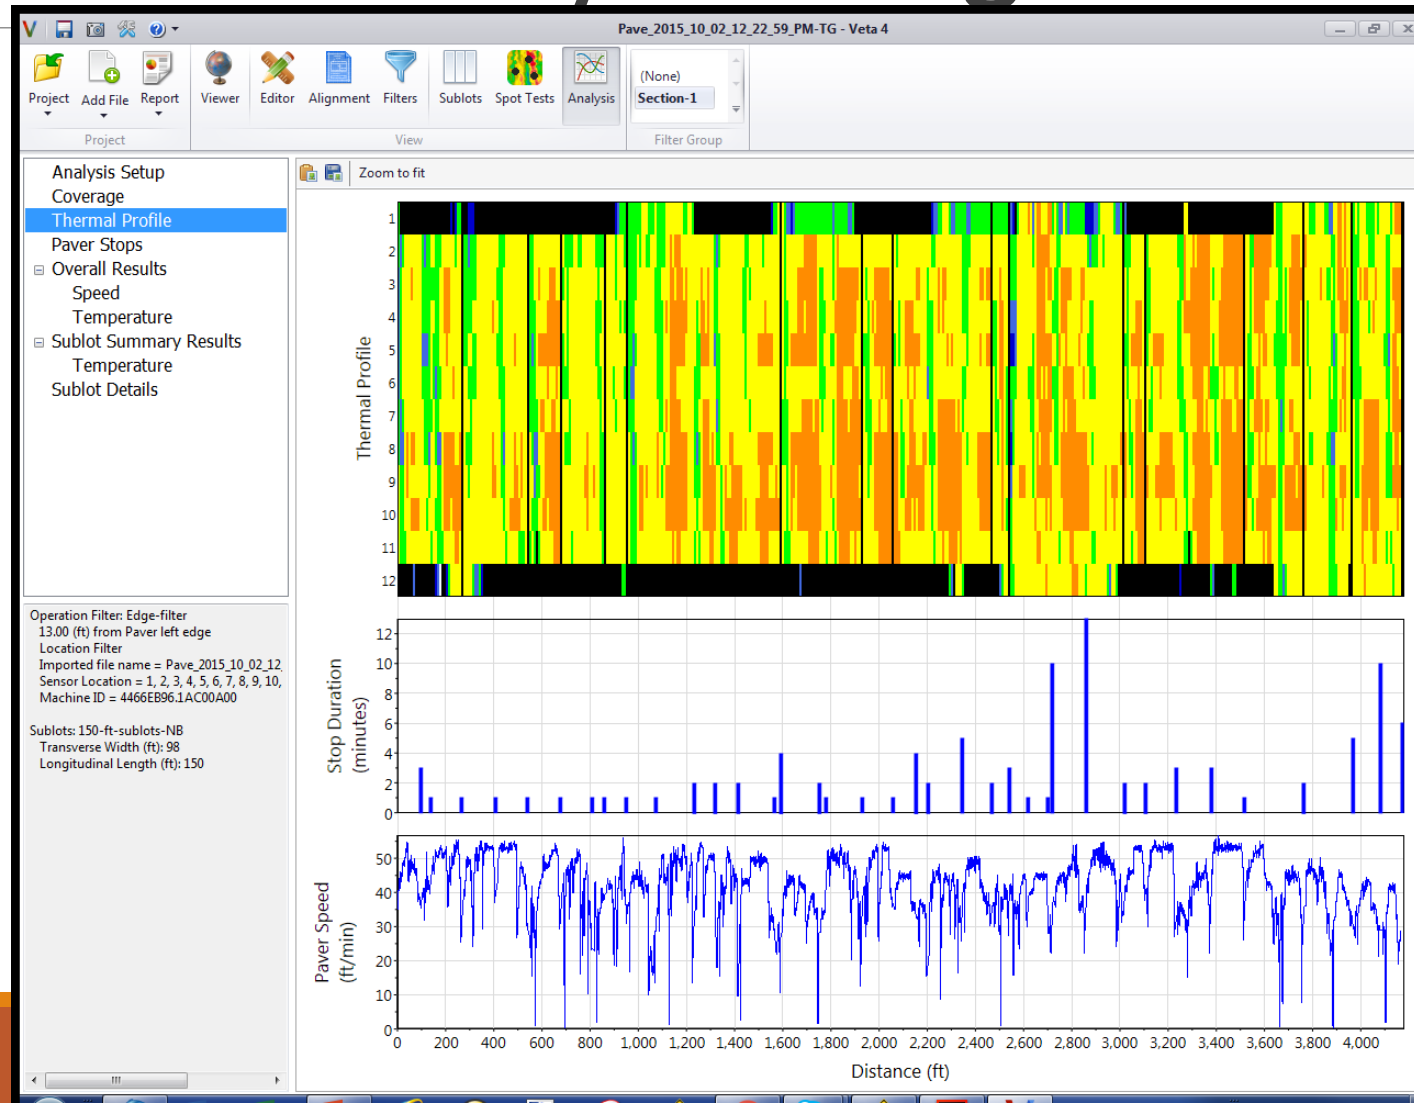 Pave_2015_10_02_12_22_59_PM-TG - Veta 4
Project
Add File
Report
Viewer
Editor
Alignment
Filters
Sublots
Spot Tests
Analysis
(None)
Section-1
Project
View
Filter Group
Analysis Setup
Coverage
Thermal Profile
Paver Stops
Overall Results
Speed
Temperature
Sublot Summary Results
Temperature
Sublot Details
Operation Filter: Edge-filter
13.00 (ft) from Paver left edge
Location Filter
Imported file name = Pave_2015_10_02_12_
Sensor Location = 1, 2, 3, 4, 5, 6, 7, 8, 9, 10,
Machine ID = 4466EB96.1AC00A00
Sublots: 150-ft-sublots-NB
Transverse Width (ft): 98
Longitudinal Length (ft): 150
Zoom to fit
Thermal Profile
1
2
3
4
5
6
7
8
9
10
11
12
Stop Duration
(minutes)
12
10
8
6
4
2
0
Paver Speed
(ft/min)
50
40
30
20
10
0
0 200 400 600 800 1,000 1,200 1,400 1,600 1,800 2,000 2,200 2,400 2,600 2,800 3,000 3,200 3,400 3,600 3,800 4,000
Distance (ft)